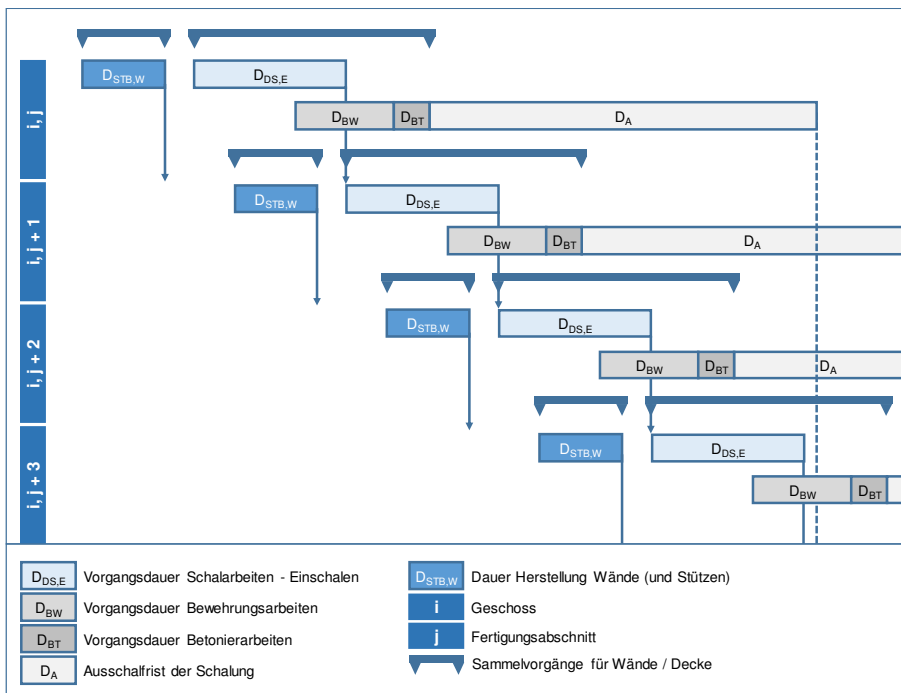 D_STB,W
D_DS,E
i, j
D_BW D_BT D_A
D_STB,W
D_DS,E
i, j + 1
D_BW D_BT D_A
D_STB,W
D_DS,E
i, j + 2
D_BW D_BT D_A
D_STB,W
D_DS,E
i, j + 3
D_BW D_BT
D_DS,E Vorgangsdauer Schalarbeiten - Einschalen
D_BW Vorgangsdauer Bewehrungsarbeiten
D_BT Vorgangsdauer Betonierarbeiten
D_A Ausschalfrist der Schalung
D_STB,W Dauer Herstellung Wände (und Stützen)
i Geschoss
j Fertigungsabschnitt
Sammelvorgänge für Wände / Decke